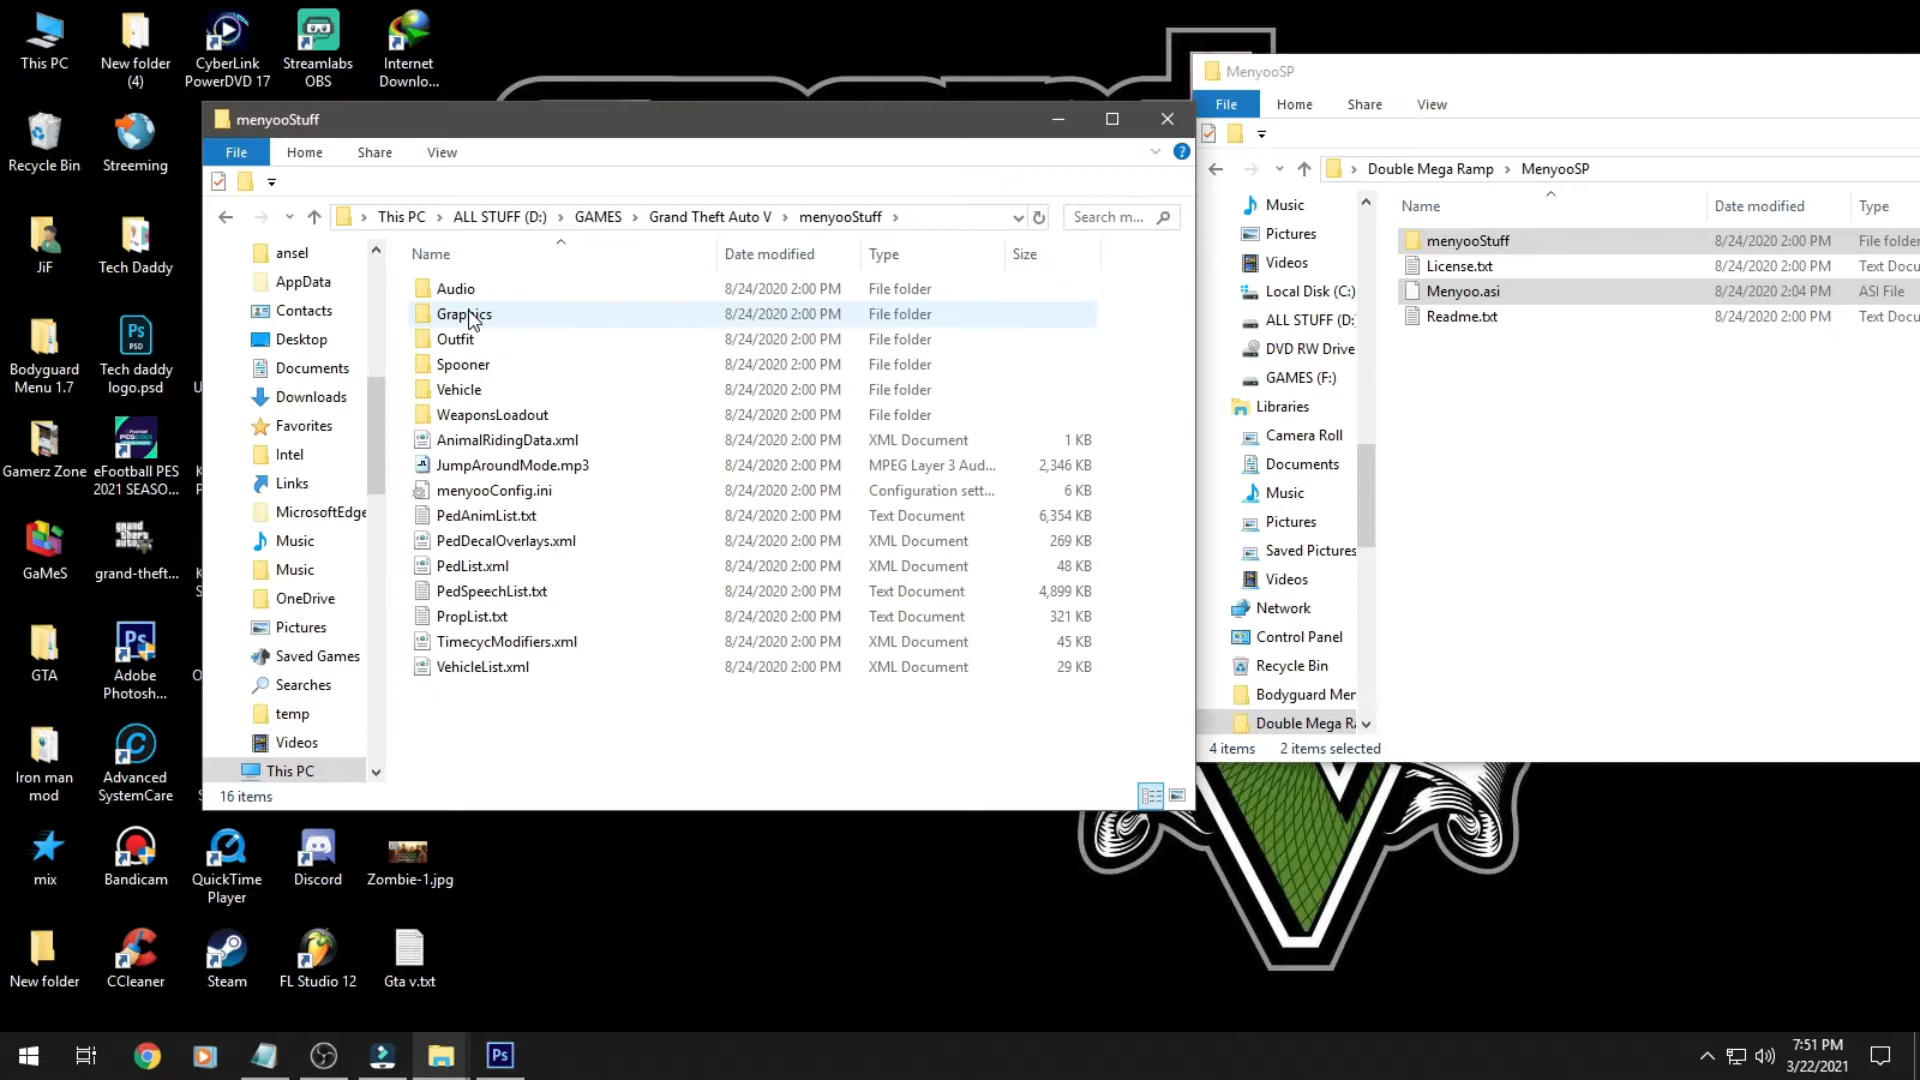 This PC
New folder
(4)
CyberLink
PowerDVD 17
Streamlabs
OBS
Internet
Downlo...
Recycle Bin
Streaming
JiF
Tech Daddy
Bodyguard
Menu 1.7
Tech daddy
logo.psd
Gamerz Zone
eFootball PES
2021 SEASO...
GaMeS
grand-theft...
GTA
Adobe
Photosh...
Iron man
mod
Advanced
SystemCare
mix
Bandicam
QuickTime
Player
Discord
Zombie-1.jpg
New folder
CCleaner
Steam
FL Studio 12
Gta v.txt
menyooStuff
File Home Share View
This PC > ALL STUFF (D:) > GAMES > Grand Theft Auto V > menyooStuff >
Search m...
ansel
AppData
Contacts
Desktop
Documents
Downloads
Favorites
Intel
Links
MicrosoftEdge
Music
Music
OneDrive
Pictures
Saved Games
Searches
temp
Videos
This PC
Name Date modified Type Size
Audio 8/24/2020 2:00 PM File folder
Graphics 8/24/2020 2:00 PM File folder
Outfit 8/24/2020 2:00 PM File folder
Spooner 8/24/2020 2:00 PM File folder
Vehicle 8/24/2020 2:00 PM File folder
WeaponsLoadout 8/24/2020 2:00 PM File folder
AnimalRidingData.xml 8/24/2020 2:00 PM XML Document 1 KB
JumpAroundMode.mp3 8/24/2020 2:00 PM MPEG Layer 3 Aud... 2,346 KB
menyooConfig.ini 8/24/2020 2:00 PM Configuration sett... 6 KB
PedAnimList.txt 8/24/2020 2:00 PM Text Document 6,354 KB
PedDecalOverlays.xml 8/24/2020 2:00 PM XML Document 269 KB
PedList.xml 8/24/2020 2:00 PM XML Document 48 KB
PedSpeechList.txt 8/24/2020 2:00 PM Text Document 4,899 KB
PropList.txt 8/24/2020 2:00 PM Text Document 321 KB
TimecycModifiers.xml 8/24/2020 2:00 PM XML Document 45 KB
VehicleList.xml 8/24/2020 2:00 PM XML Document 29 KB
16 items
MenyooSP
File Home Share View
> Double Mega Ramp > MenyooSP
Music
Pictures
Videos
Local Disk (C:)
ALL STUFF (D:
DVD RW Drive
GAMES (F:)
Libraries
Camera Roll
Documents
Music
Pictures
Saved Pictures
Videos
Network
Control Panel
Recycle Bin
Bodyguard Men
Double Mega Ra
Name Date modified Type
menyooStuff 8/24/2020 2:00 PM File folder
License.txt 8/24/2020 2:00 PM Text Docu
Menyoo.asi 8/24/2020 2:04 PM ASI File
Readme.txt 8/24/2020 2:00 PM Text Docu
4 items 2 items selected
Ps
7:51 PM
3/22/2021